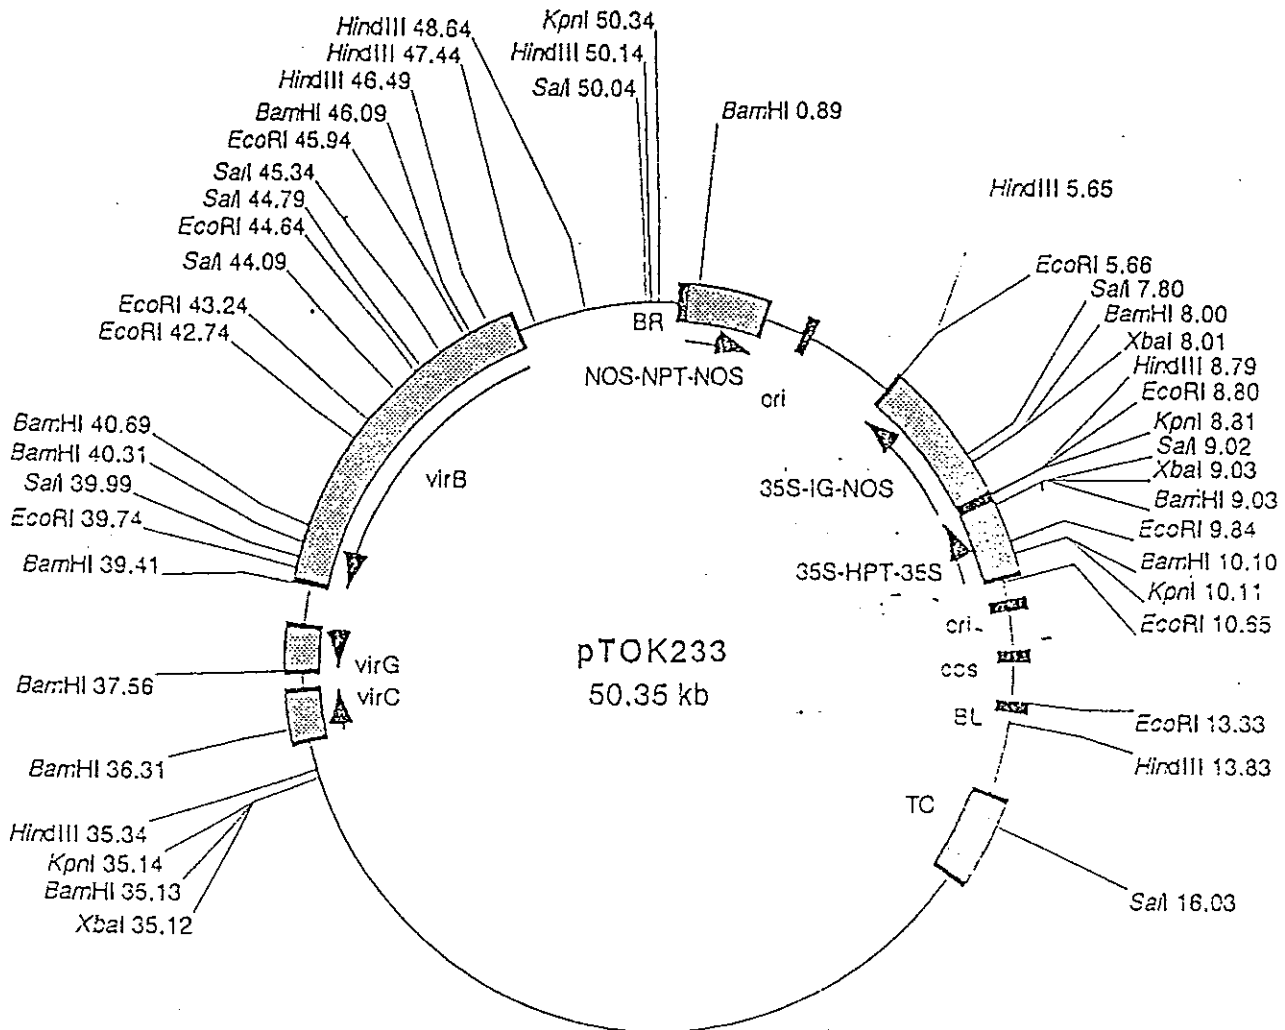 HindIII 48.64
HindIII 47.44
HindIII 46.49
BamHI 46.09
EcoRI 45.94
SalI 45.34
SalI 44.79
EcoRI 44.64
SalI 44.09
EcoRI 43.24
EcoRI 42.74
BamHI 40.69
BamHI 40.31
SalI 39.99
EcoRI 39.74
BamHI 39.41
BamHI 37.56
BamHI 36.31
HindIII 35.34
KpnI 35.14
BamHI 35.13
XbaI 35.12
KpnI 50.34
HindIII 50.14
SalI 50.04
BamHI 0.89
HindIII 5.65
EcoRI 5.66
SalI 7.80
BamHI 8.00
XbaI 8.01
HindIII 8.79
EcoRI 8.80
KpnI 8.81
SalI 9.02
XbaI 9.03
BamHI 9.03
EcoRI 9.84
BamHI 10.10
KpnI 10.11
EcoRI 10.65
EcoRI 13.33
HindIII 13.83
SalI 16.03
BR
NOS-NPT-NOS
ori
35S-IG-NOS
35S-HPT-35S
ori
cos
BL
TC
virB
virG
virC
pTOK233
50.35 kb